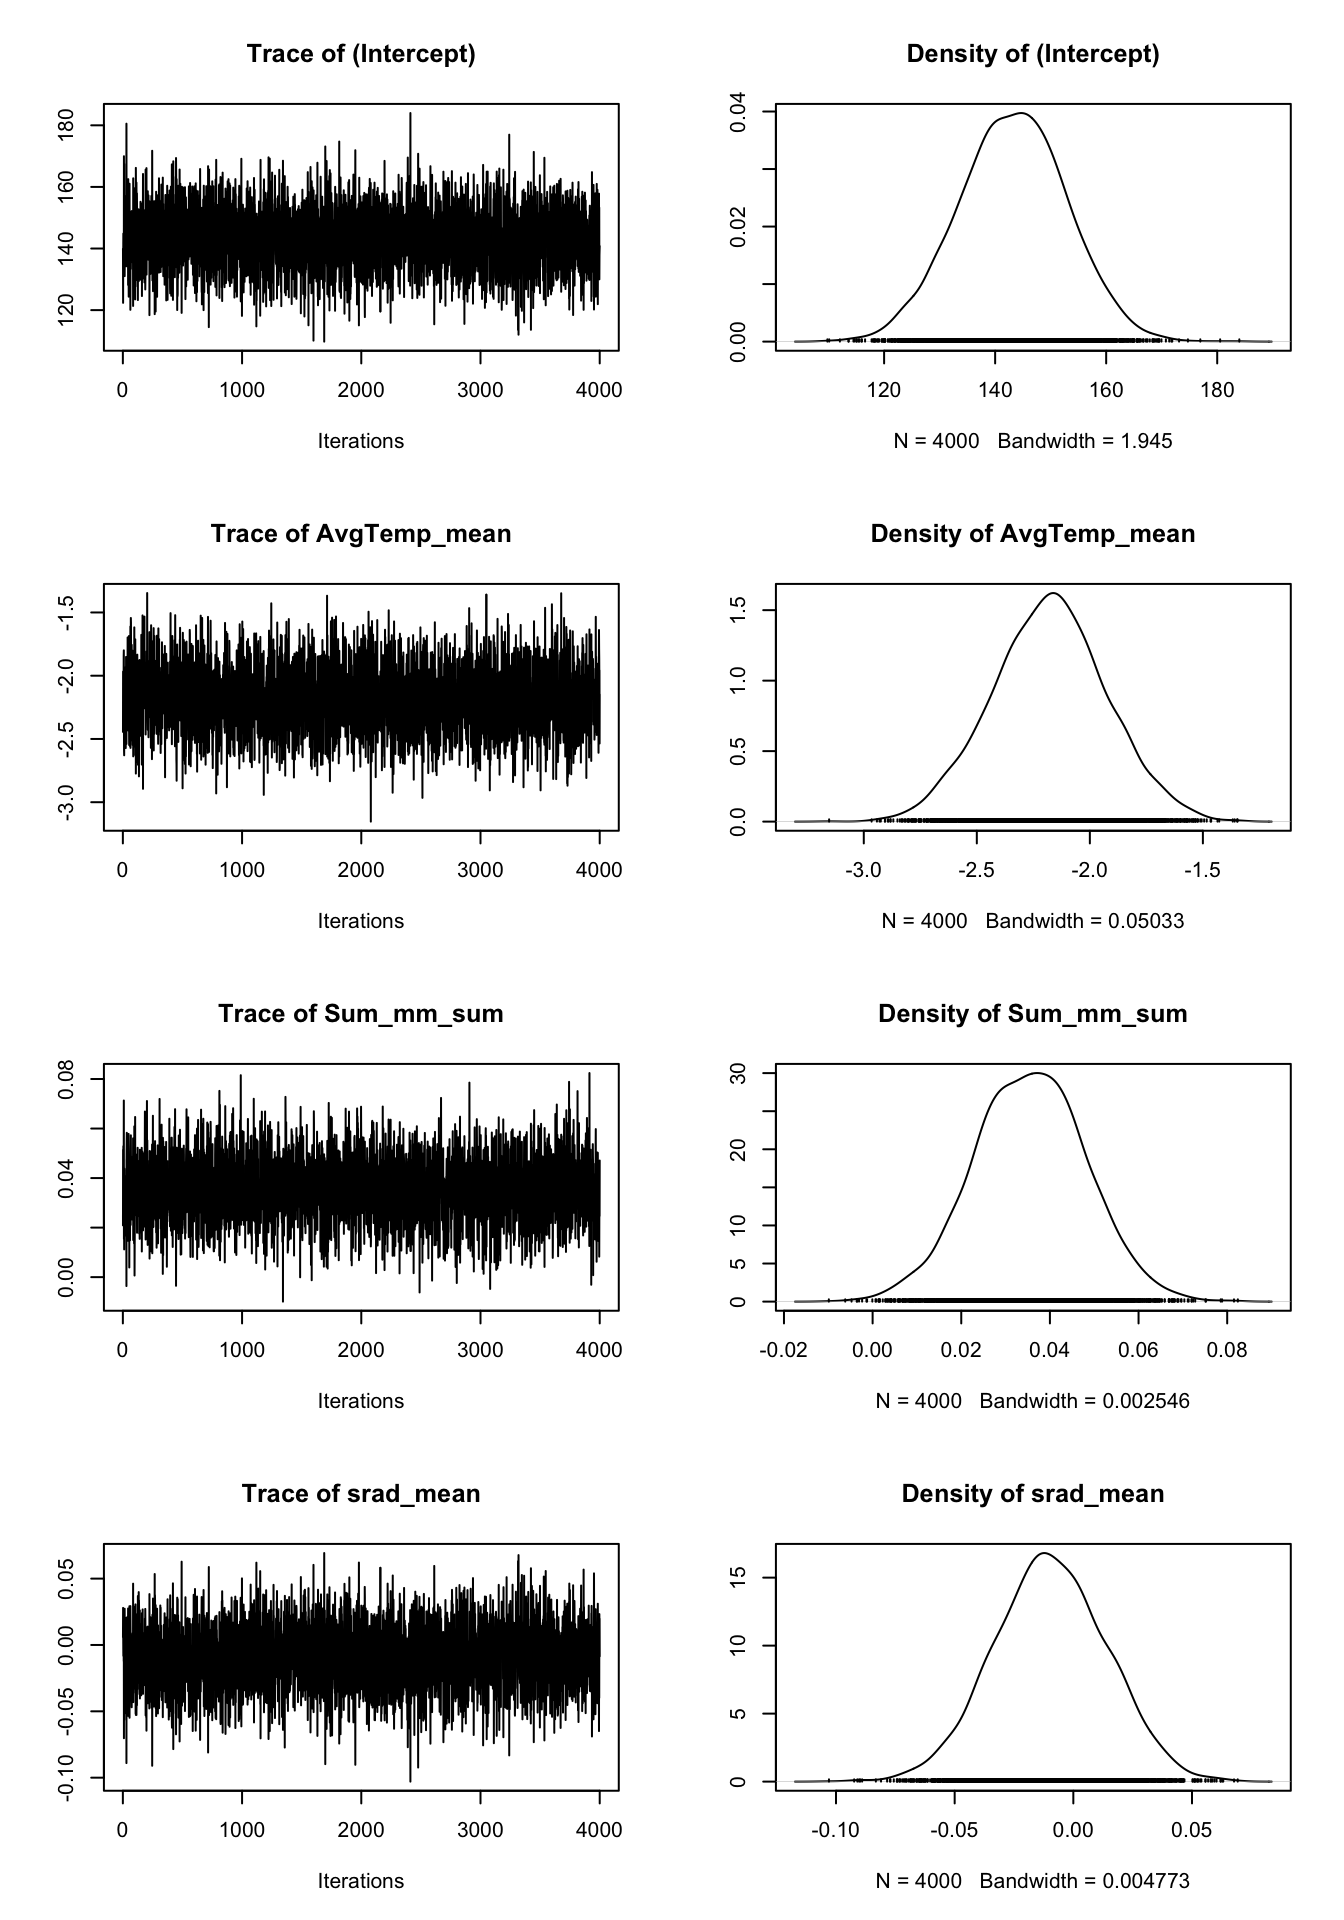 Trace of (Intercept)
180
160
140
120
0 1000 2000 3000 4000
Iterations
Density of (Intercept)
0.04
0.02
0.00
120 140 160 180
N = 4000 Bandwidth = 1.945
Trace of AvgTemp_mean
-1.5
-2.0
-2.5
-3.0
0 1000 2000 3000 4000
Iterations
Density of AvgTemp_mean
1.5
1.0
0.5
0.0
-3.0 -2.5 -2.0 -1.5
N = 4000 Bandwidth = 0.05033
Trace of Sum_mm_sum
0.08
0.04
0.00
0 1000 2000 3000 4000
Iterations
Density of Sum_mm_sum
30
20
10
5
0
-0.02 0.00 0.02 0.04 0.06 0.08
N = 4000 Bandwidth = 0.002546
Trace of srad_mean
0.05
0.00
-0.05
-0.10
0 1000 2000 3000 4000
Iterations
Density of srad_mean
15
10
5
0
-0.10 -0.05 0.00 0.05
N = 4000 Bandwidth = 0.004773